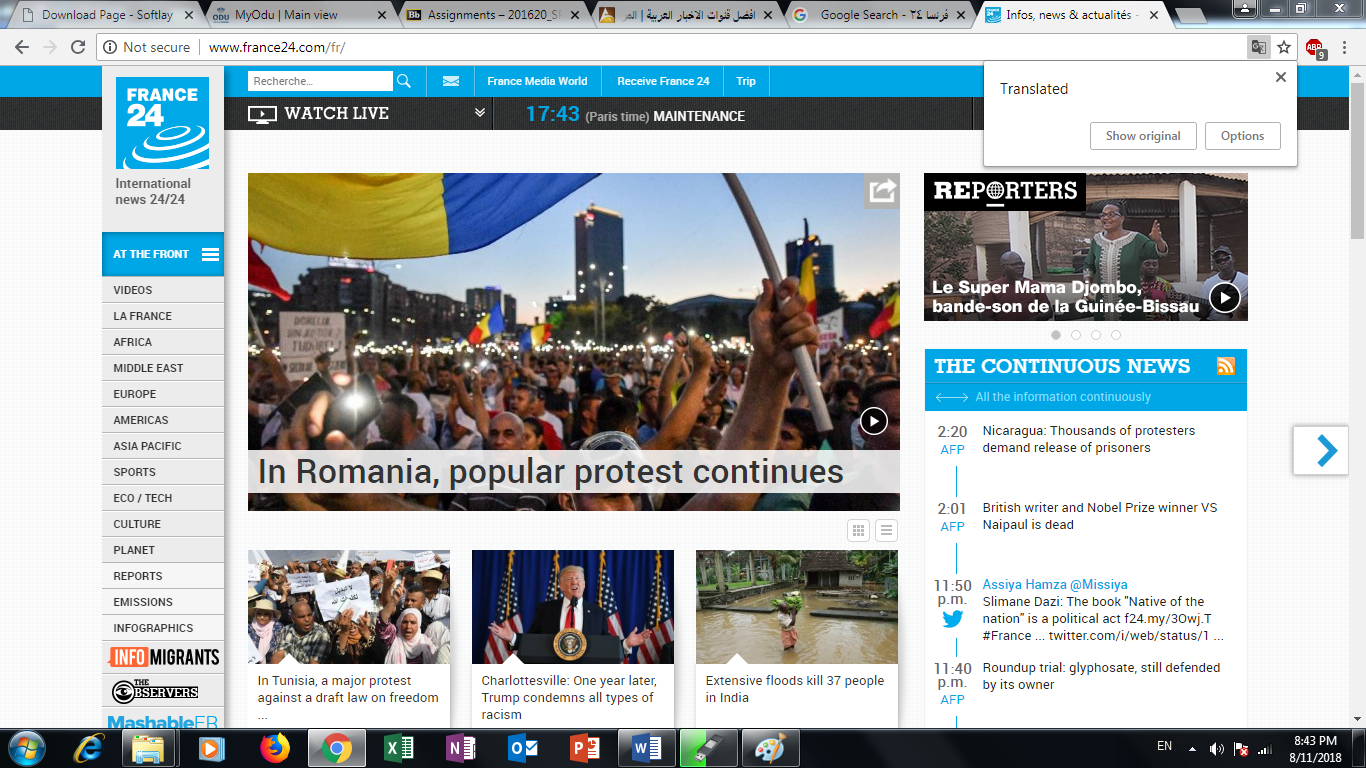 Download Page - Softlay
MyOdu | Main view
Assignments – 201620_SP
افضل قنوات الاخبار العربية | العر
Google Search - فرنسا ٢٤
Infos, news & actualités -
Not secure | www.france24.com/fr/
ABP 9
Translated
Show original
Options
FRANCE
24
International
news 24/24
Recherche...
France Media World
Receive France 24
Trip
WATCH LIVE
17:43 (Paris time) MAINTENANCE
AT THE FRONT
VIDEOS
LA FRANCE
AFRICA
MIDDLE EAST
EUROPE
AMERICAS
ASIA PACIFIC
SPORTS
ECO / TECH
CULTURE
PLANET
REPORTS
EMISSIONS
INFOGRAPHICS
INFOMIGRANTS
THE OBSERVERS
MashableFR
In Romania, popular protest continues
In Tunisia, a major protest
against a draft law on freedom
...
Charlottesville: One year later,
Trump condemns all types of
racism
Extensive floods kill 37 people
in India
REPORTERS
Le Super Mama Djombo,
bande-son de la Guinée-Bissau
THE CONTINUOUS NEWS
All the information continuously
2:20
AFP
Nicaragua: Thousands of protesters
demand release of prisoners
2:01
AFP
British writer and Nobel Prize winner VS
Naipaul is dead
11:50
p.m.
Assiya Hamza @Missiya
Slimane Dazi: The book "Native of the
nation" is a political act f24.my/3Owj.T
#France ... twitter.com/i/web/status/1 ...
11:40
p.m.
AFP
Roundup trial: glyphosate, still defended
by its owner
EN
8:43 PM
8/11/2018